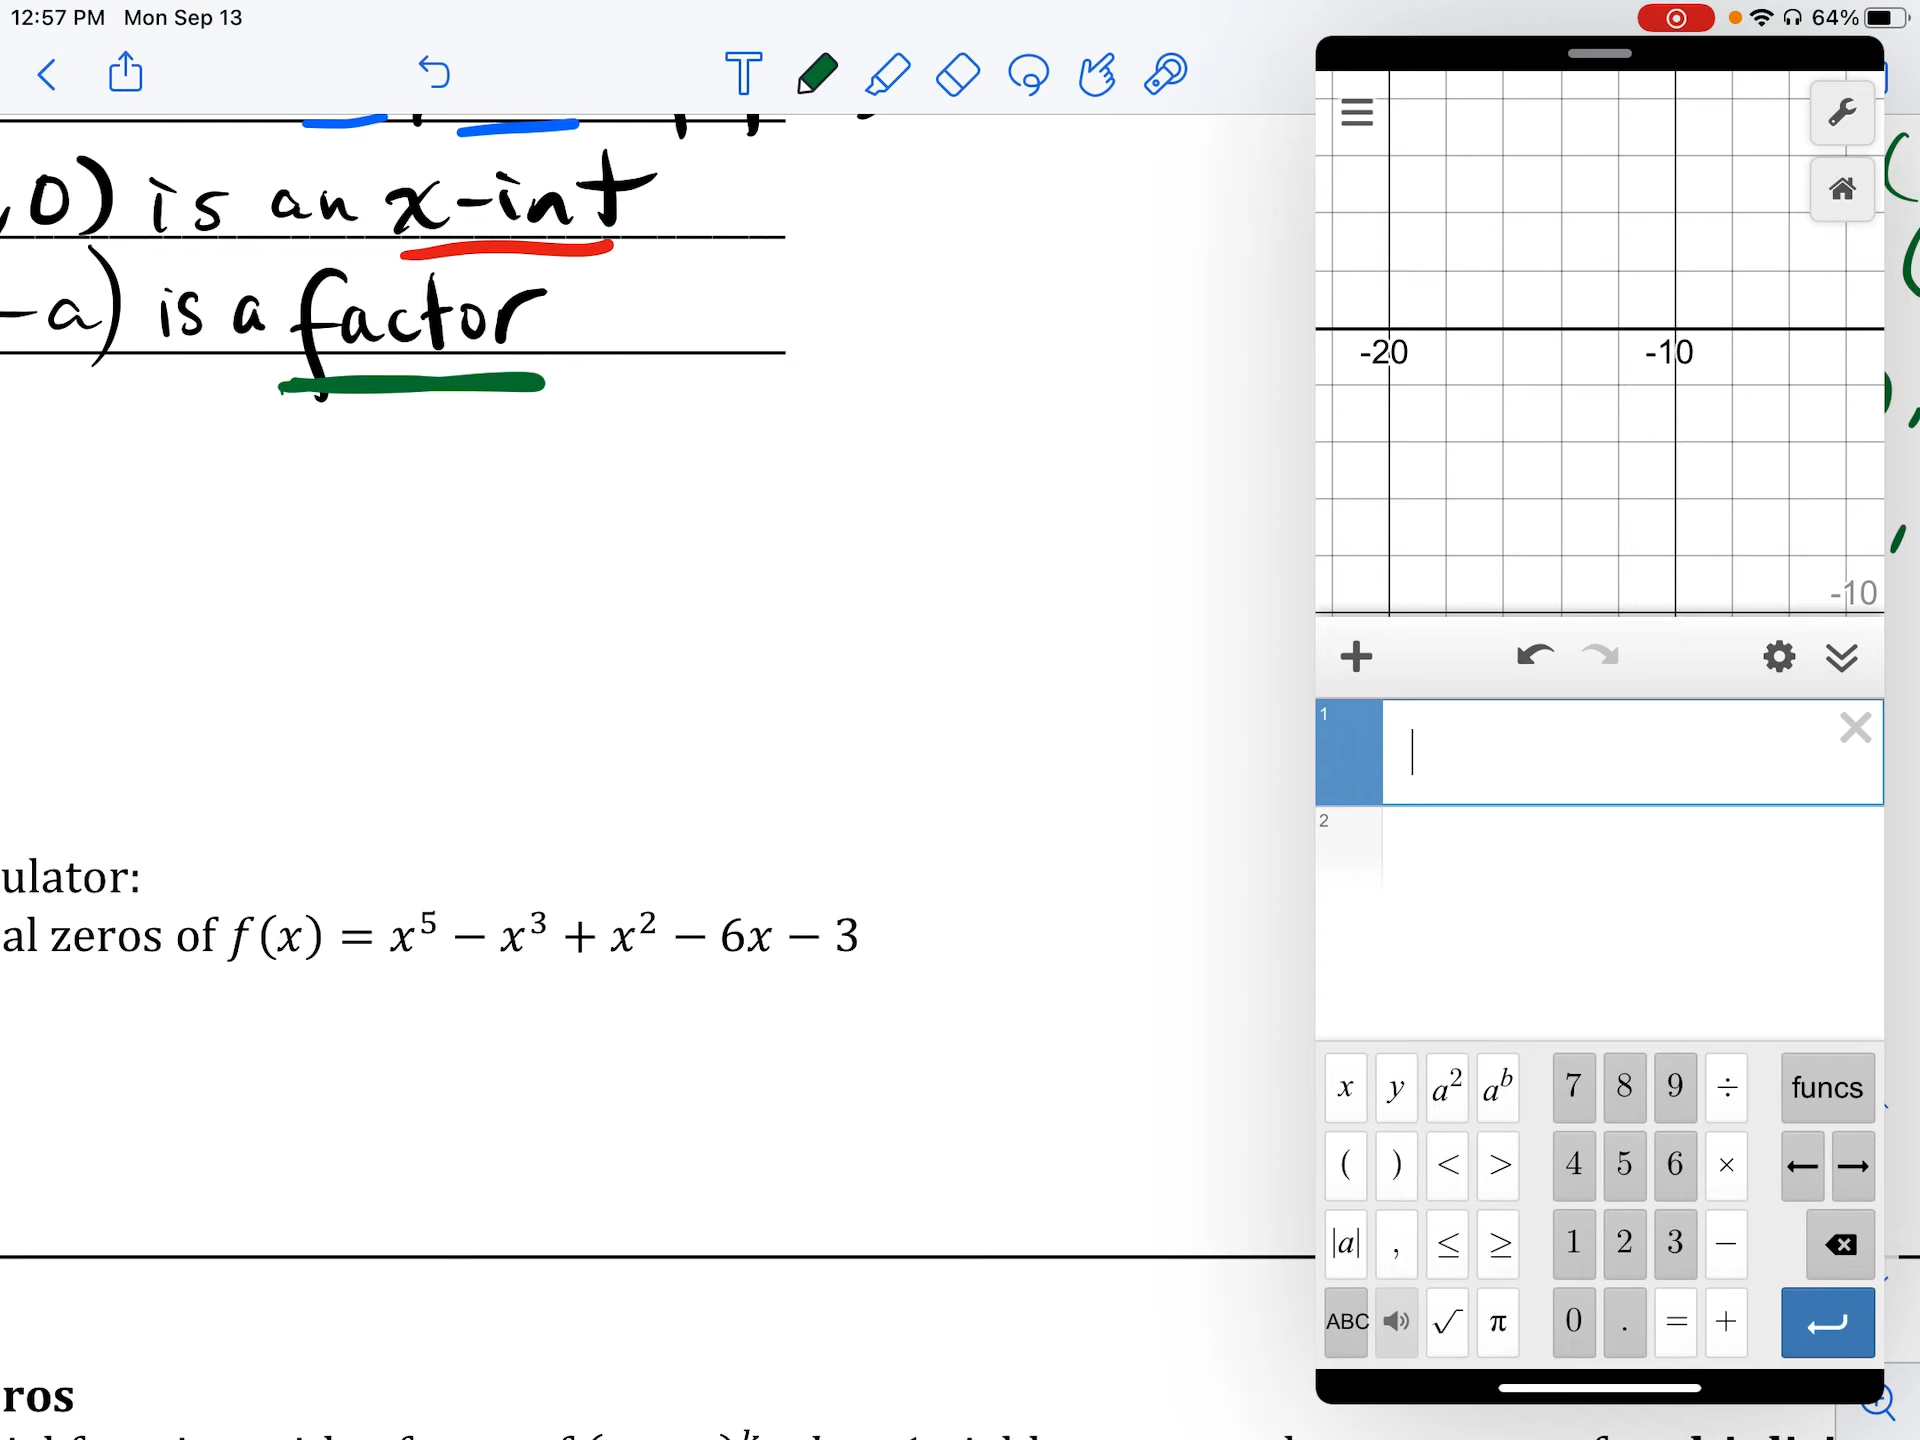 12:57 PM Mon Sep 13 64%
,0) is an x-int
-a) is a factor
ulator:
al zeros of f(x) = x⁵ − x³ + x² − 6x − 3
ros
-20 -10
-10
1
2
x y a² aᵇ 7 8 9 ÷ funcs
( ) < > 4 5 6 × ← →
|a| , ≤ ≥ 1 2 3 −
ABC √ π 0 . = +